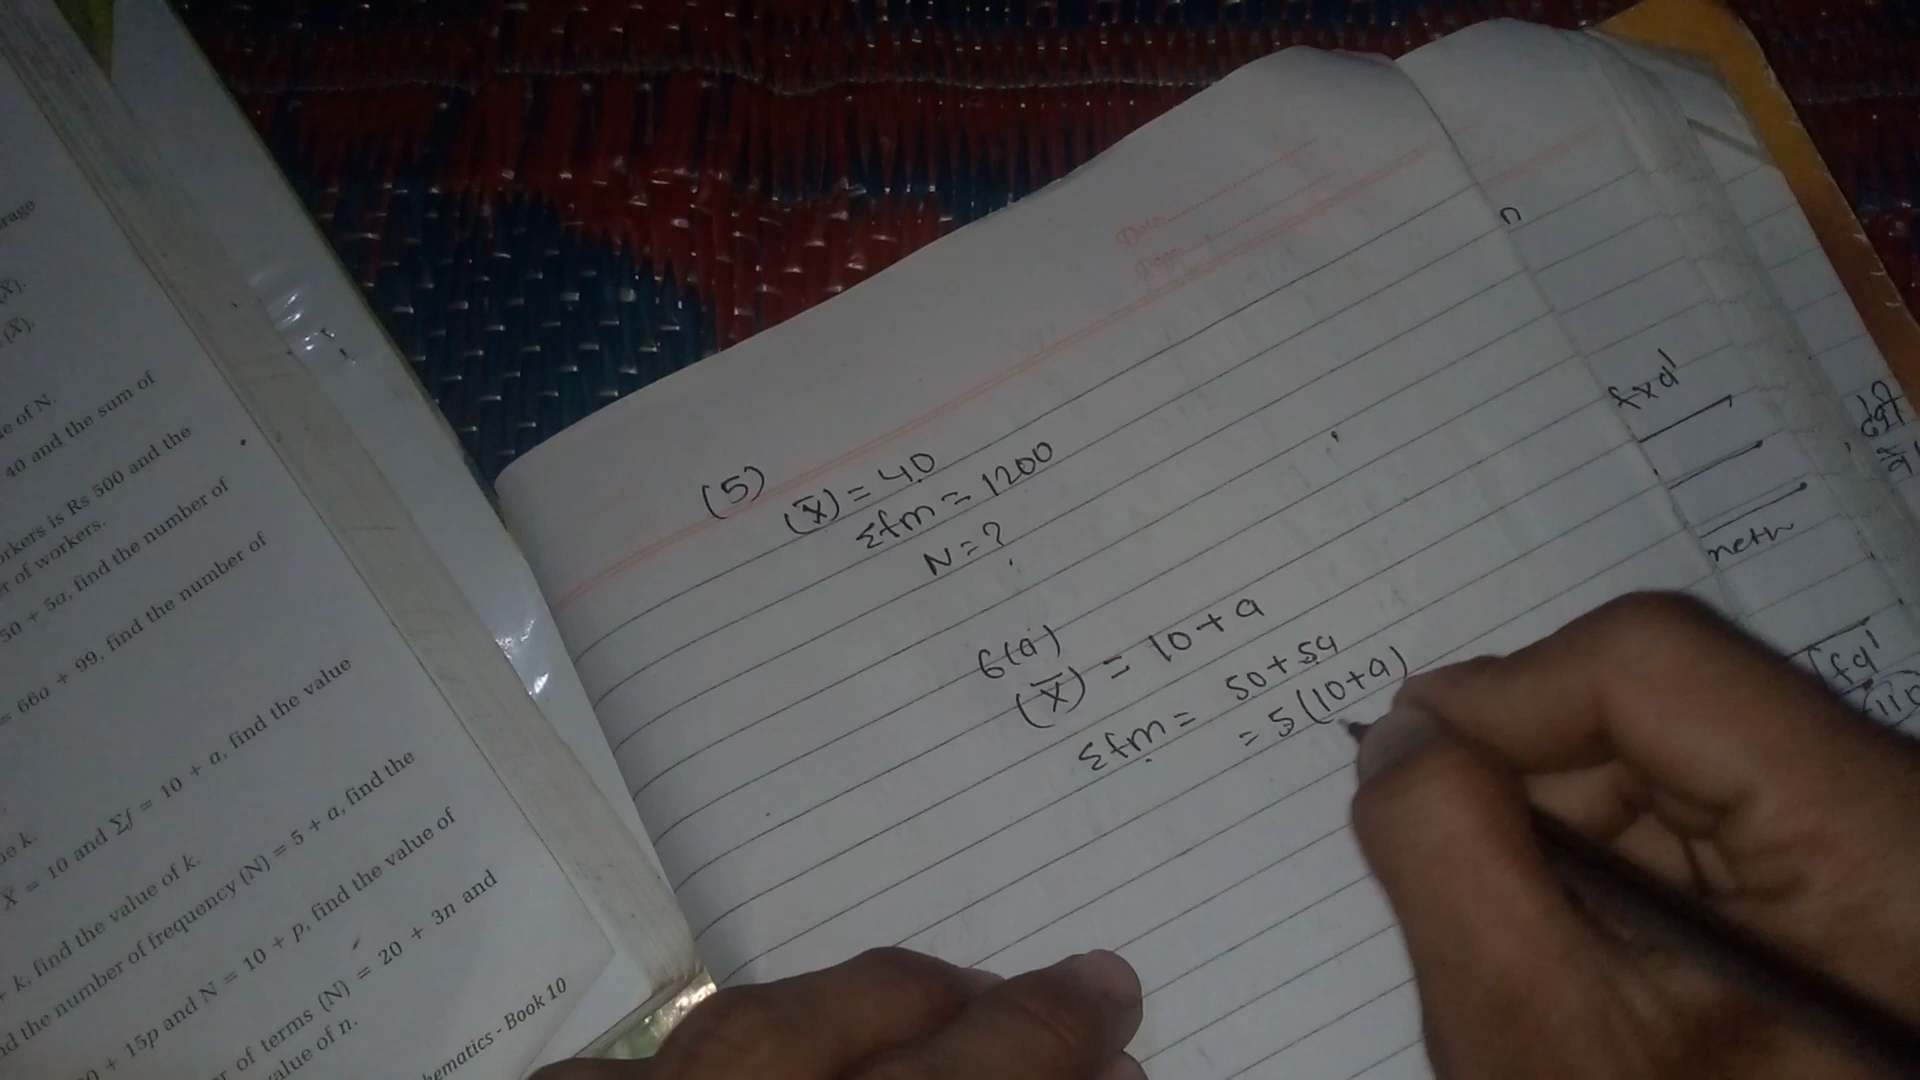 40 and the sum of
rkers is Rs 500 and the
r of workers.
50 + 5a, find the number of
= 66a + 99, find the number of
X̄ = 10 and Σf = 10 + a, find the value
k, find the value of k.
the number of frequency (N) = 5 + a, find the
+ 15p and N = 10 + p, find the value of
of terms (N) = 20 + 3n and
value of n.
hematics - Book 10
Date
Page
(5)
(X̄) = 40
Σfm = 1200
N = ?
6(a)
(X̄) = 10 + a
Σfm = 50 + 5a
= 5(10+a)
n
fxd'
meth
fd'